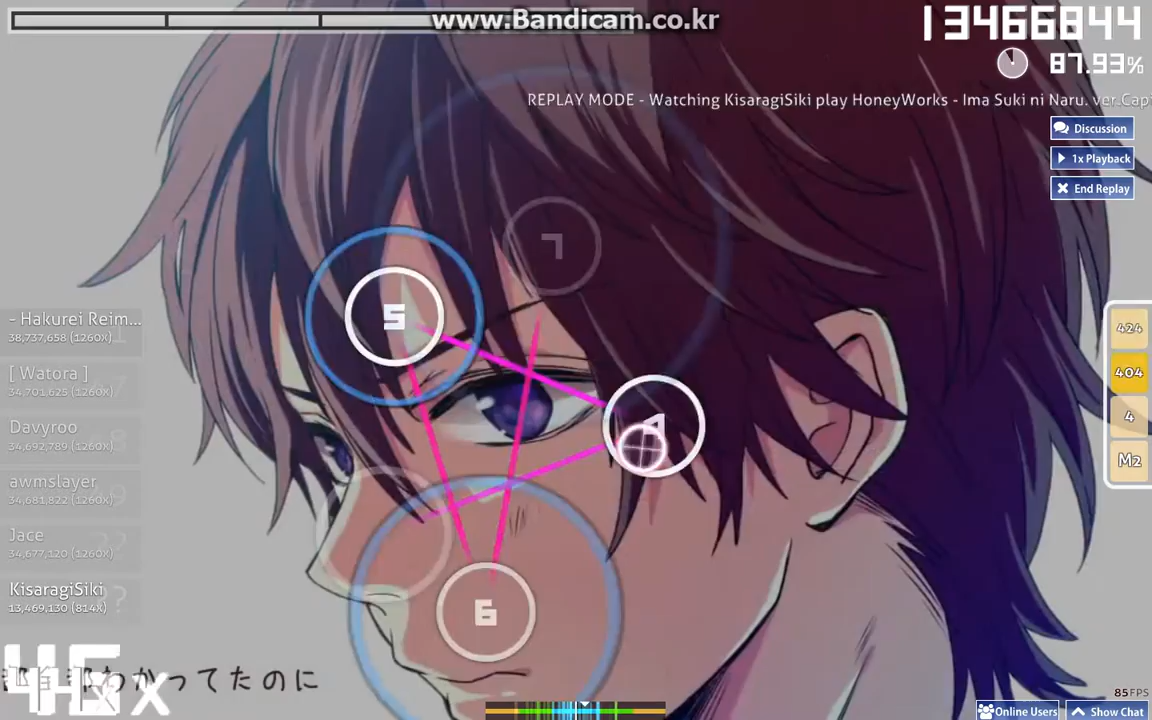 www.Bandicam.co.kr
13466844
87.93%
REPLAY MODE - Watching KisaragiSiki play HoneyWorks - Ima Suki ni Naru. ver.Capi
Discussion
1x Playback
End Replay
7
5
6
- Hakurei Reim...
38,737,658 (1260X)
[ Watora ]
34,701,625 (1260X)
Davyroo
34,692,789 (1260X)
awmslayer
34,681,822 (1260X)
Jace
34,677,120 (1260X)
KisaragiSiki
13,469,130 (814X)
424
404
4
M2
わかってたのに
85FPS
Online Users
Show Chat